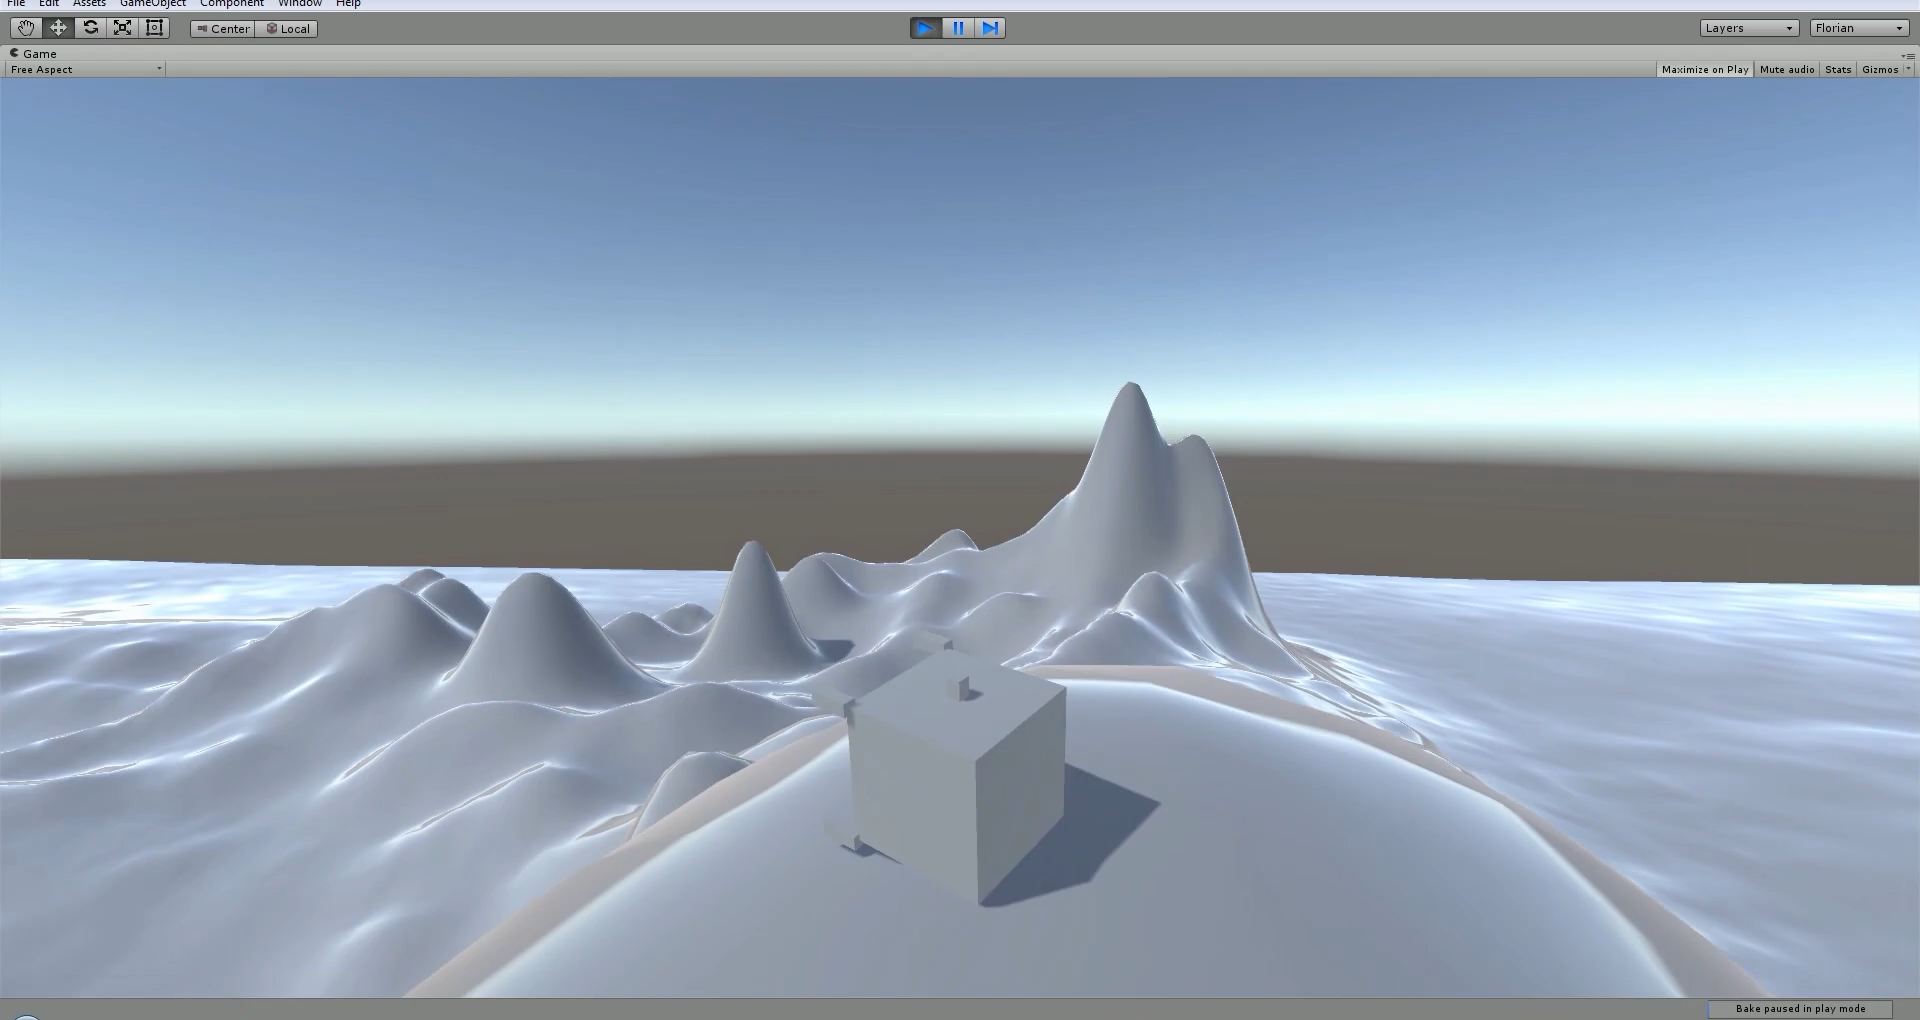 File Edit Assets GameObject Component Window Help
Center Local Layers Florian
Game
Free Aspect Maximize on Play Mute audio Stats Gizmos
Bake paused in play mode